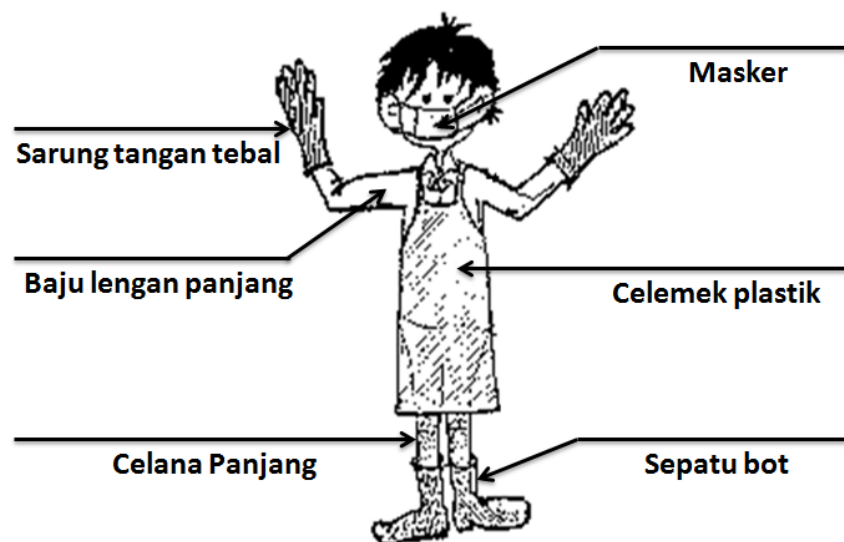 Masker
Sarung tangan tebal
Baju lengan panjang
Celemek plastik
Celana Panjang
Sepatu bot